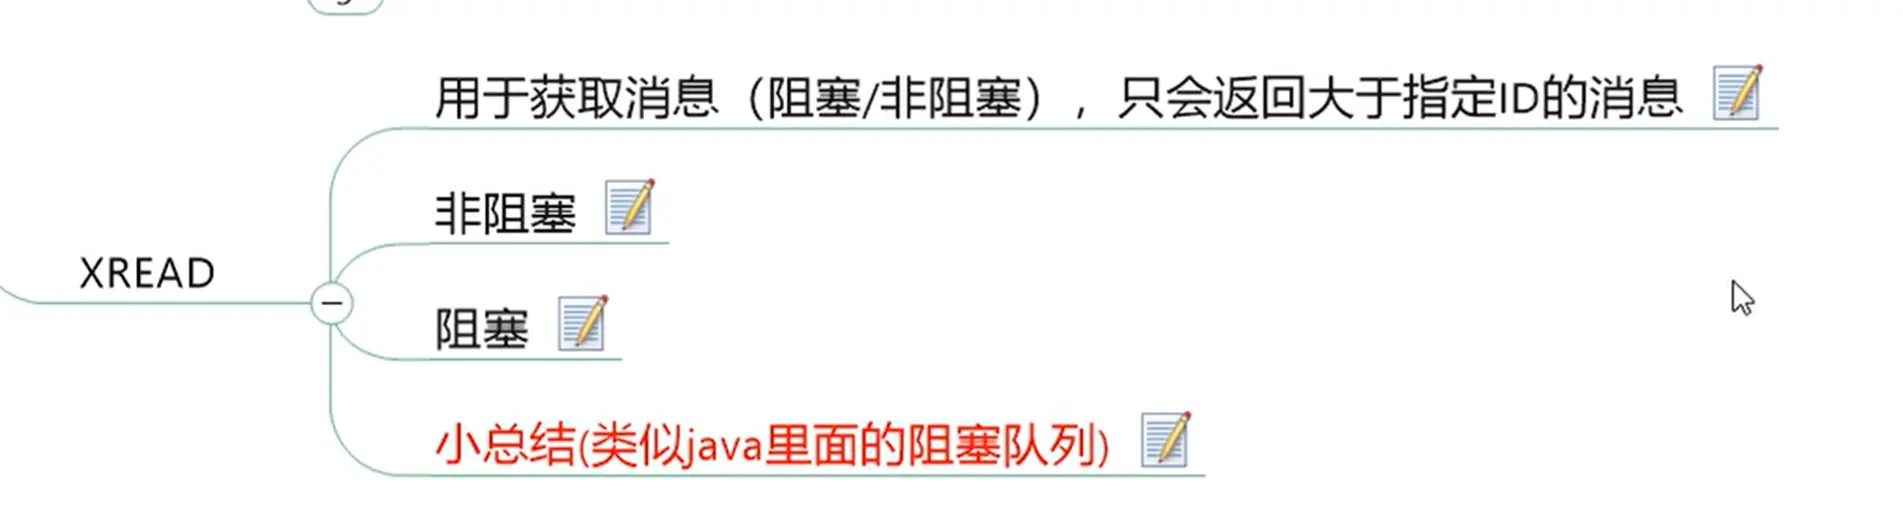 用于获取消息（阻塞/非阻塞），只会返回大于指定ID的消息
非阻塞
XREAD
阻塞
小总结(类似java里面的阻塞队列)